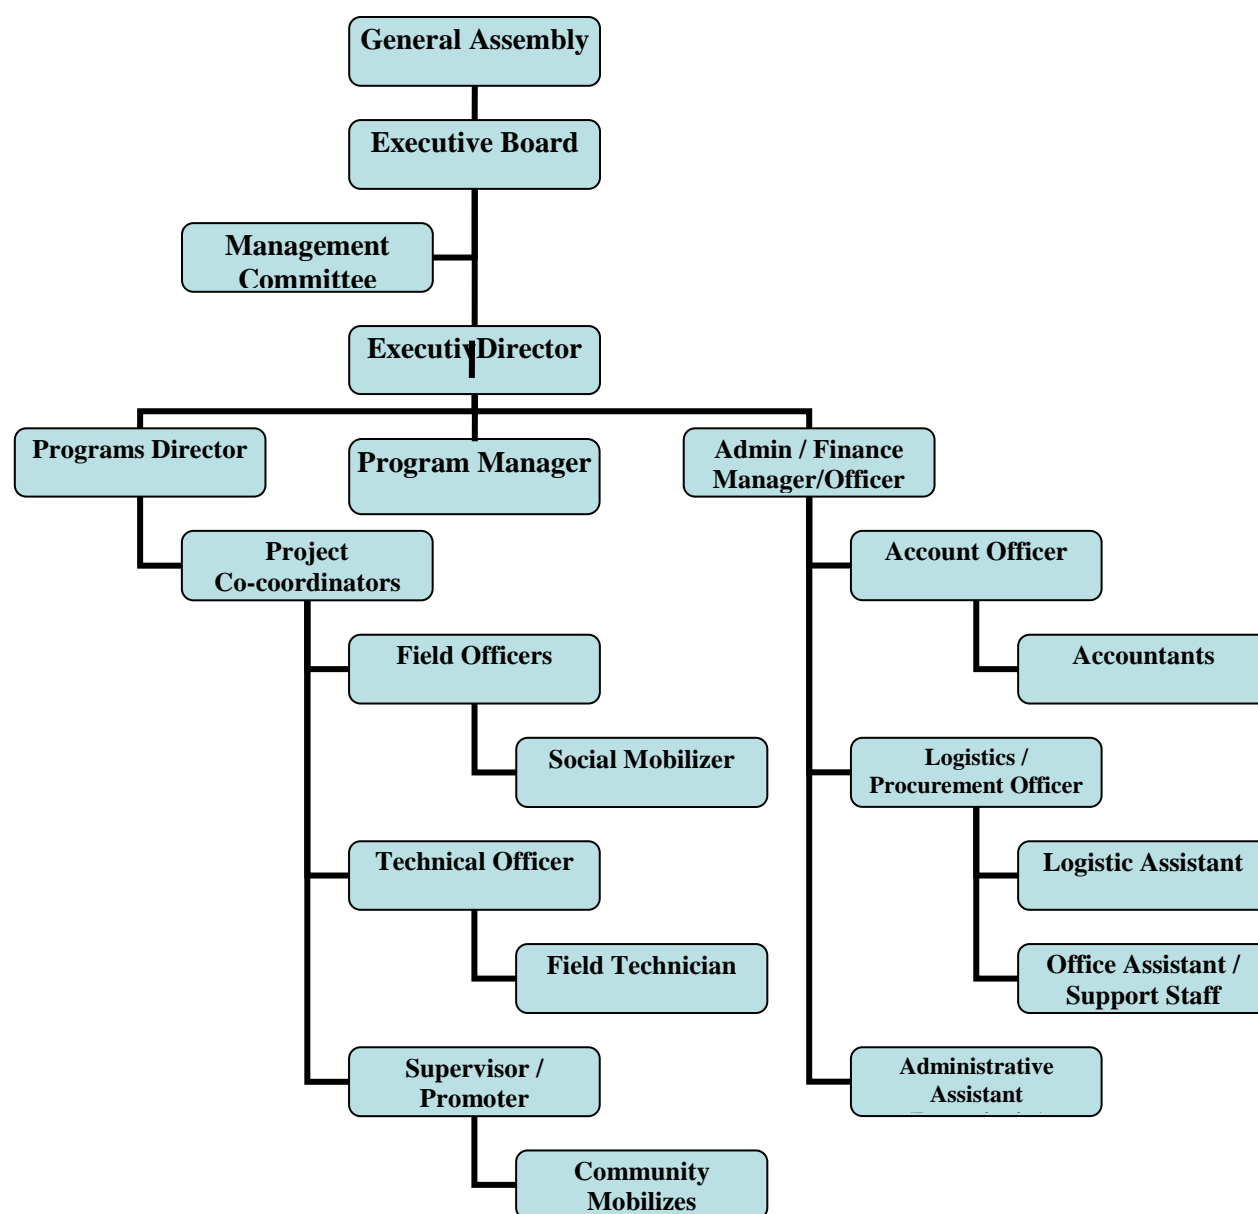 General Assembly
Executive Board
Management
Committee
ExecutivDirector
Programs Director
Program Manager
Admin / Finance
Manager/Officer
Project
Co-coordinators
Account Officer
Field Officers
Accountants
Social Mobilizer
Logistics /
Procurement Officer
Technical Officer
Logistic Assistant
Field Technician
Office Assistant /
Support Staff
Supervisor /
Promoter
Administrative
Assistant
Community
Mobilizes